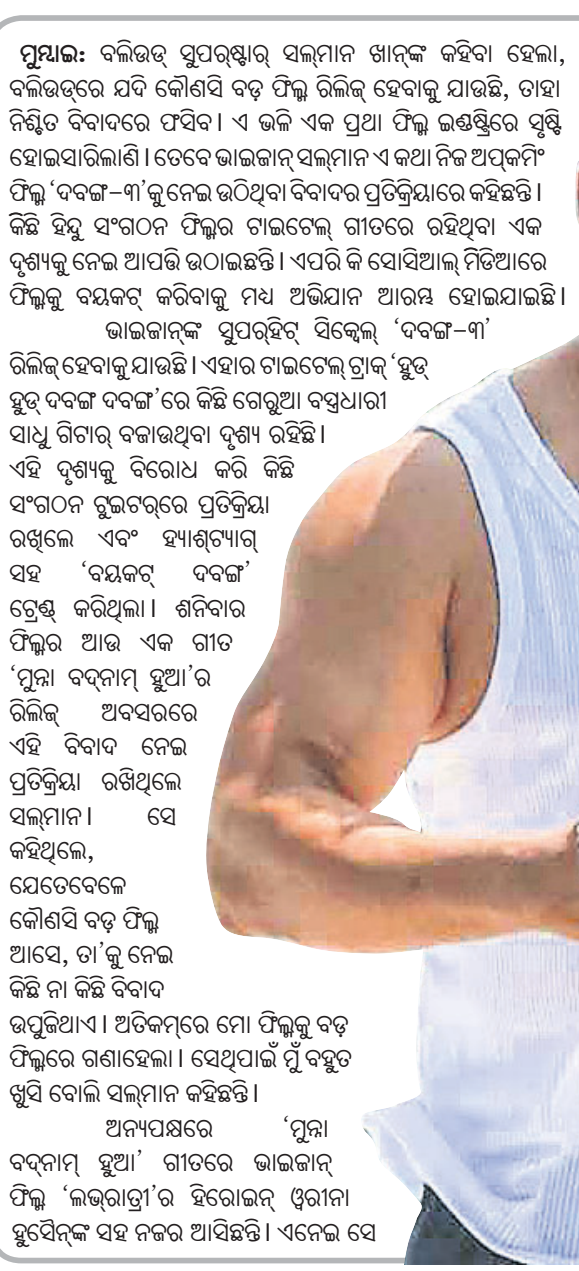 ମୁମ୍ବାଇ: ବଲିଉଡ୍ ସୁପର୍‌ଷ୍ଟାର୍ ସଲ୍‌ମାନ ଖାନ୍‌ଙ୍କ କହିବା ହେଲା,
ବଲିଉଡ୍‌ରେ ଯଦି କୌଣସି ବଡ଼ ଫିଲ୍ମ ରିଲିଜ୍ ହେବାକୁ ଯାଉଛି, ତାହା
ନିଶ୍ଚିତ ବିବାଦରେ ଫସିବ। ଏ ଭଳି ଏକ ପ୍ରଥା ଫିଲ୍ମ ଇଣ୍ଡଷ୍ଟ୍ରିରେ ସୃଷ୍ଟି
ହୋଇସାରିଲାଣି। ତେବେ ଭାଇଜାନ୍ ସଲ୍‌ମାନ ଏ କଥା ନିଜ ଅପ୍‌କମିଂ
ଫିଲ୍ମ ‘ଦବଙ୍ଗ–୩’କୁ ନେଇ ଉଠିଥିବା ବିବାଦର ପ୍ରତିକ୍ରିୟାରେ କହିଛନ୍ତି।
କିଛି ହିନ୍ଦୁ ସଂଗଠନ ଫିଲ୍ମର ଟାଇଟେଲ୍ ଗୀତରେ ରହିଥିବା ଏକ
ଦୃଶ୍ୟକୁ ନେଇ ଆପତ୍ତି ଉଠାଇଛନ୍ତି। ଏପରି କି ସୋସିଆଲ୍ ମିଡିଆରେ
ଫିଲ୍ମକୁ ବୟକଟ୍ କରିବାକୁ ମଧ୍ୟ ଅଭିଯାନ ଆରମ୍ଭ ହୋଇଯାଇଛି।
ଭାଇଜାନ୍‌ଙ୍କ ସୁପର୍‌ହିଟ୍ ସିକ୍ୱେଲ୍ ‘ଦବଙ୍ଗ–୩’
ରିଲିଜ୍ ହେବାକୁ ଯାଉଛି। ଏହାର ଟାଇଟେଲ୍ ଟ୍ରାକ୍ ‘ହୁଡ୍
ହୁଡ୍ ଦବଙ୍ଗ ଦବଙ୍ଗ’ରେ କିଛି ଗେରୁଆ ବସ୍ତ୍ରଧାରୀ
ସାଧୁ ଗିଟାର୍ ବଜାଉଥିବା ଦୃଶ୍ୟ ରହିଛି।
ଏହି ଦୃଶ୍ୟକୁ ବିରୋଧ କରି କିଛି
ସଂଗଠନ ଟୁଇଟର୍‌ରେ ପ୍ରତିକ୍ରିୟା
ରଖିଲେ ଏବଂ ହ୍ୟାଶ୍‌ଟ୍ୟାଗ୍
ସହ ‘ବୟକଟ୍ ଦବଙ୍ଗ’
ଟ୍ରେଣ୍ଡ୍ କରିଥିଲା। ଶନିବାର
ଫିଲ୍ମର ଆଉ ଏକ ଗୀତ
‘ମୁନ୍ନା ବଦ୍‌ନାମ୍ ହୁଆ’ର
ରିଲିଜ୍ ଅବସରରେ
ଏହି ବିବାଦ ନେଇ
ପ୍ରତିକ୍ରିୟା ରଖିଥିଲେ
ସଲ୍‌ମାନ। ସେ
କହିଥିଲେ,
ଯେତେବେଳେ
କୌଣସି ବଡ଼ ଫିଲ୍ମ
ଆସେ, ତା’କୁ ନେଇ
କିଛି ନା କିଛି ବିବାଦ
ଉପୁଜିଥାଏ। ଅତିକମ୍‌ରେ ମୋ ଫିଲ୍ମକୁ ବଡ଼
ଫିଲ୍ମରେ ଗଣାହେଲା। ସେଥିପାଇଁ ମୁଁ ବହୁତ
ଖୁସି ବୋଲି ସଲ୍‌ମାନ କହିଛନ୍ତି।
ଅନ୍ୟପକ୍ଷରେ ‘ମୁନ୍ନା
ବଦ୍‌ନାମ୍ ହୁଆ’ ଗୀତରେ ଭାଇଜାନ୍
ଫିଲ୍ମ ‘ଲଭ୍‌ରାତ୍ରୀ’ର ହିରୋଇନ୍ ୱରୀନା
ହୁସୈନ୍‌ଙ୍କ ସହ ନଜର ଆସିଛନ୍ତି। ଏନେଇ ସେ